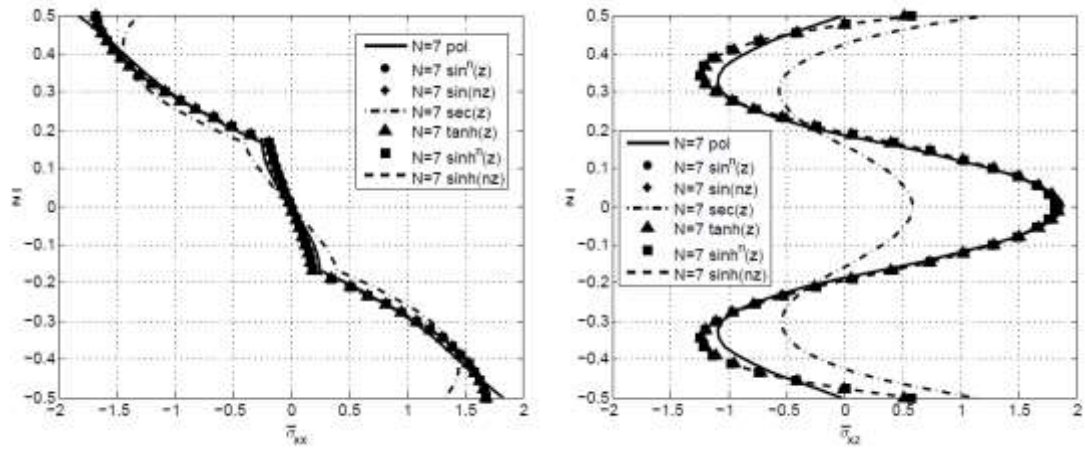 0.5
0.4
0.3
0.2
0.1
0
−0.1
−0.2
−0.3
−0.4
−0.5
z̄
N=7 pol
N=7 sinⁿ(z)
N=7 sin(nz)
N=7 sec(z)
N=7 tanh(z)
N=7 sinhⁿ(z)
N=7 sinh(nz)
−2 −1.5 −1 −0.5 0 0.5 1 1.5 2
σ̄xx
0.5
0.4
0.3
0.2
0.1
0
−0.1
−0.2
−0.3
−0.4
−0.5
z̄
N=7 pol
N=7 sinⁿ(z)
N=7 sin(nz)
N=7 sec(z)
N=7 tanh(z)
N=7 sinhⁿ(z)
N=7 sinh(nz)
−2 −1.5 −1 −0.5 0 0.5 1 1.5 2
σ̄xz